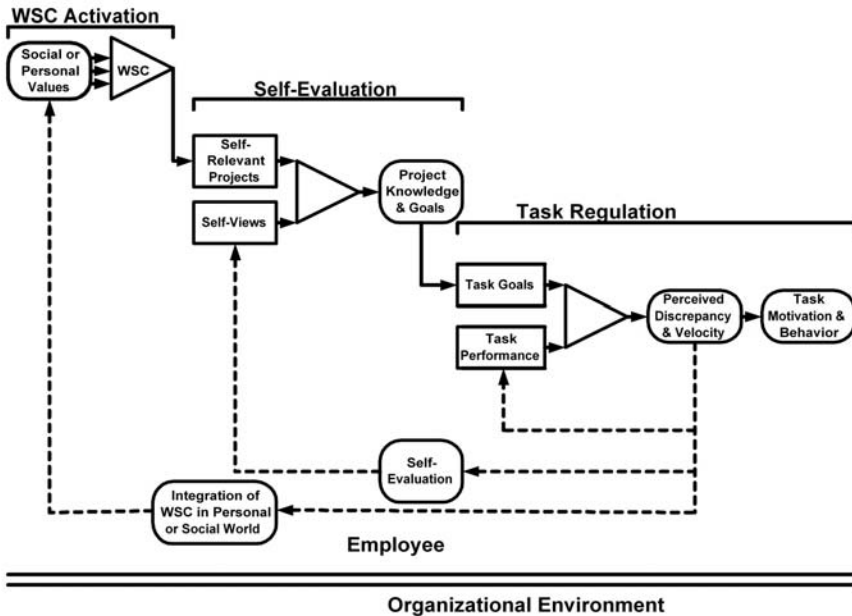 WSC Activation
Social or
Personal
Values
WSC
Self-Evaluation
Self-
Relevant
Projects
Self-Views
Project
Knowledge
& Goals
Task Regulation
Task Goals
Task
Performance
Perceived
Discrepancy
& Velocity
Task
Motivation &
Behavior
Self-
Evaluation
Integration of
WSC in Personal
or Social World
Employee
Organizational Environment